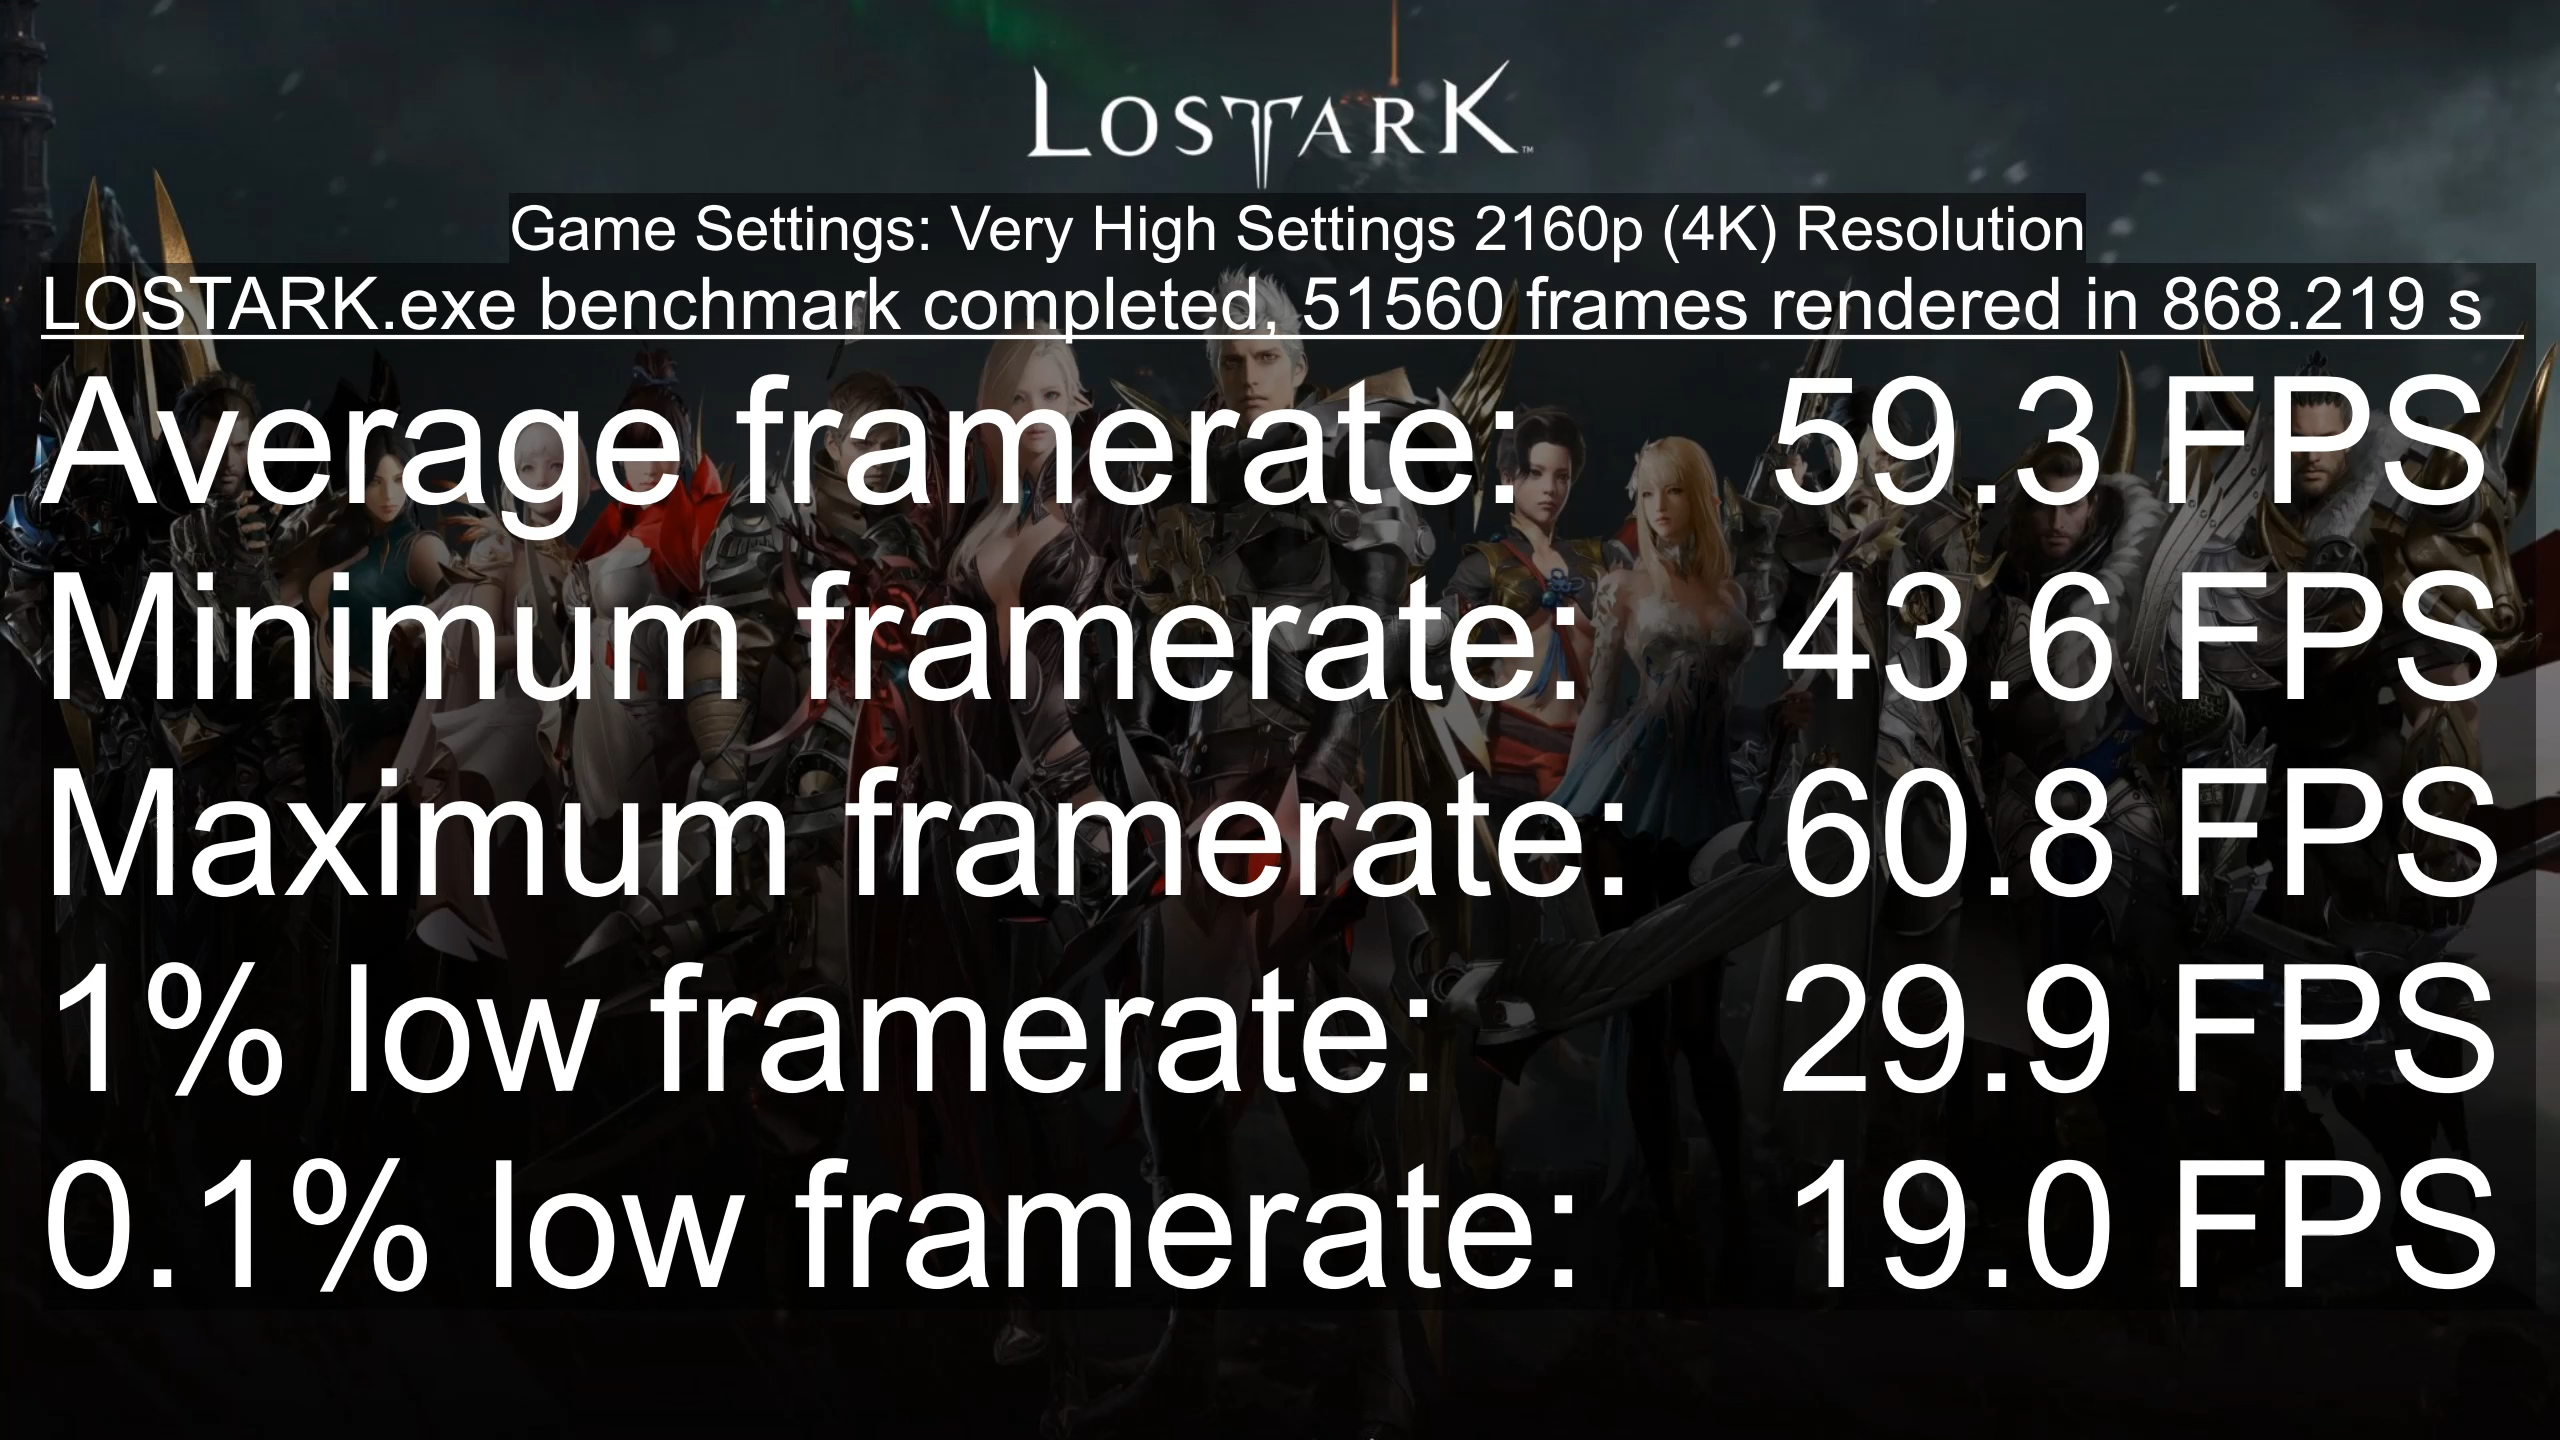 LOSTARK™
Game Settings: Very High Settings 2160p (4K) Resolution
LOSTARK.exe benchmark completed, 51560 frames rendered in 868.219 s
Average framerate: 59.3 FPS
Minimum framerate: 43.6 FPS
Maximum framerate: 60.8 FPS
1% low framerate: 29.9 FPS
0.1% low framerate: 19.0 FPS